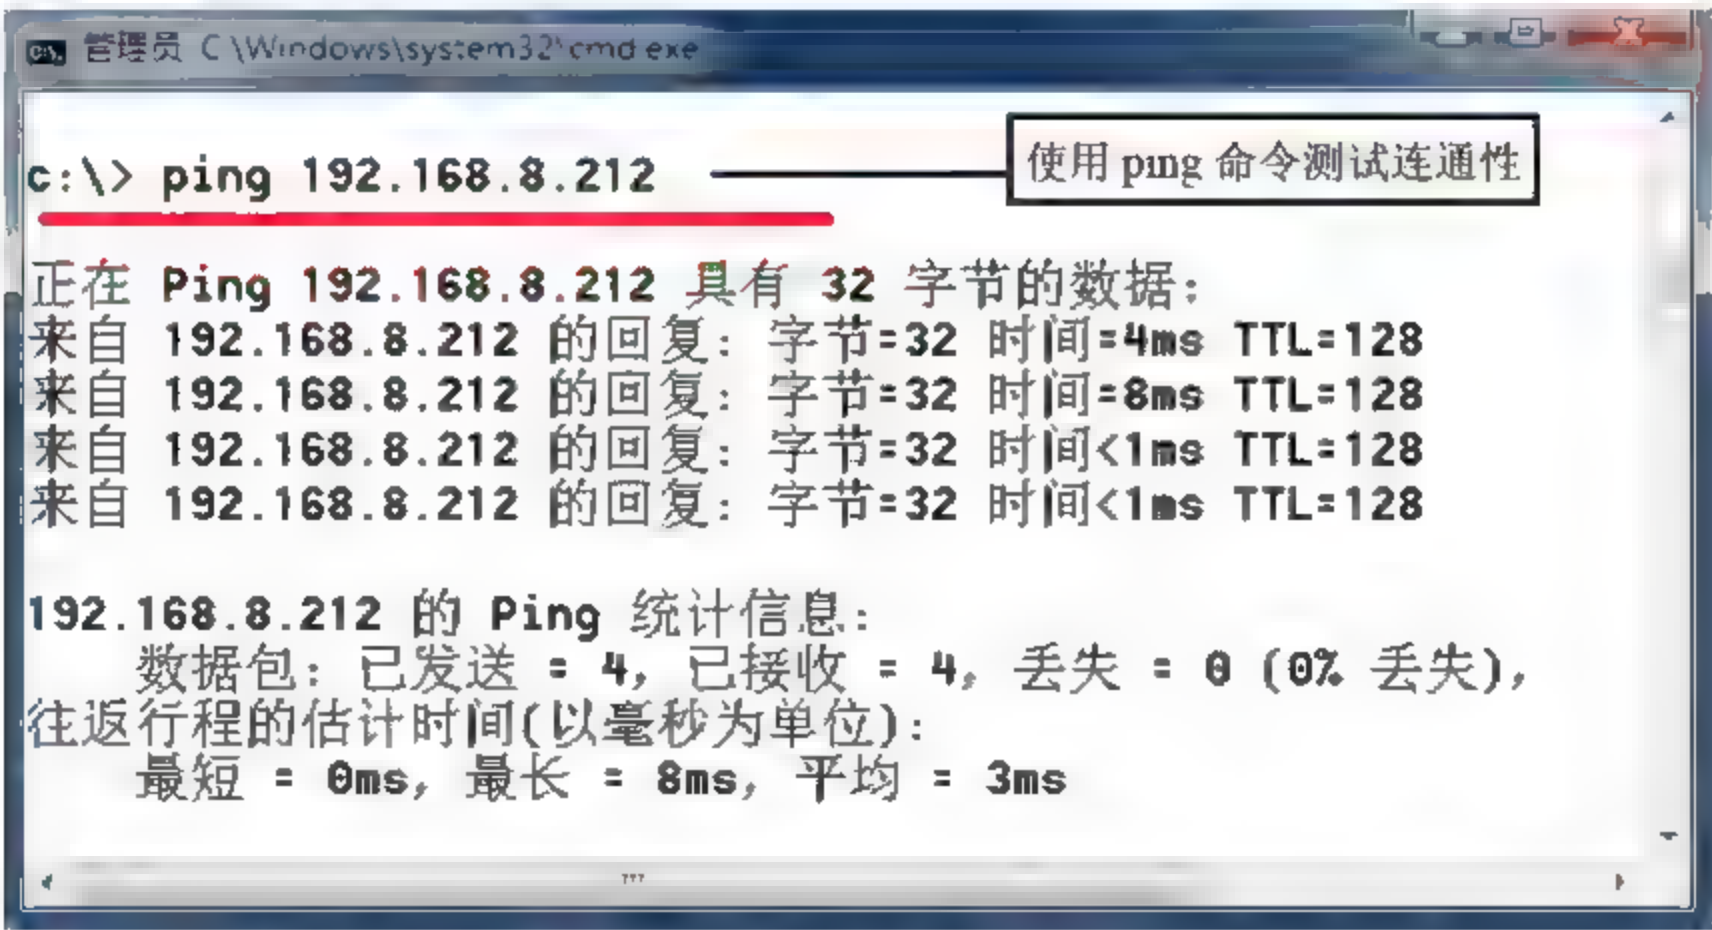 管理员 C:\Windows\system32\cmd.exe
c:\> ping 192.168.8.212
使用 ping 命令测试连通性
正在 Ping 192.168.8.212 具有 32 字节的数据:
来自 192.168.8.212 的回复: 字节=32 时间=4ms TTL=128
来自 192.168.8.212 的回复: 字节=32 时间=8ms TTL=128
来自 192.168.8.212 的回复: 字节=32 时间<1ms TTL=128
来自 192.168.8.212 的回复: 字节=32 时间<1ms TTL=128
192.168.8.212 的 Ping 统计信息:
数据包: 已发送 = 4, 已接收 = 4, 丢失 = 0 (0% 丢失),
往返行程的估计时间(以毫秒为单位):
最短 = 0ms, 最长 = 8ms, 平均 = 3ms